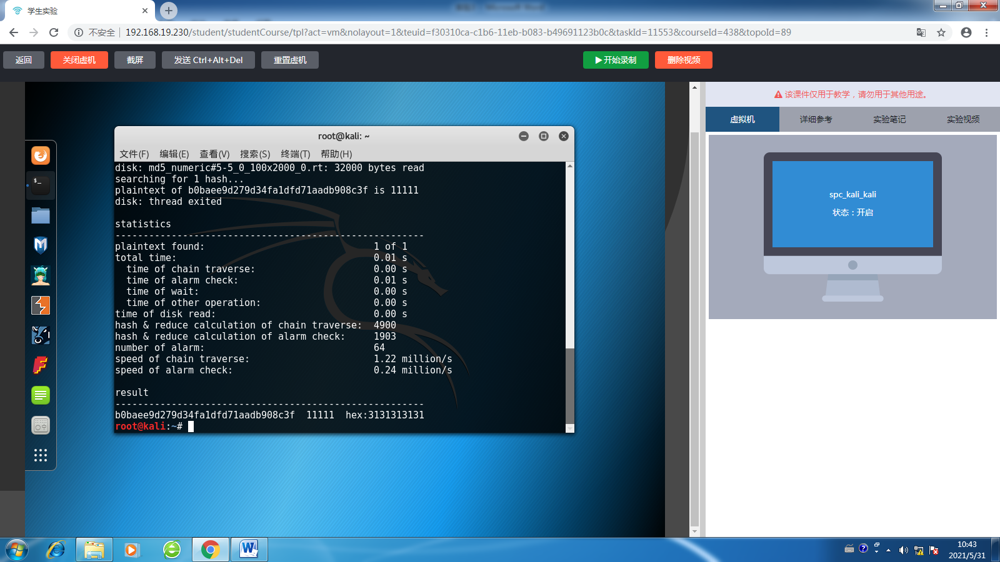 学生实验
不安全
192.168.19.230/student/studentCourse/tpl?act=vm&nolayout=1&teuid=f30310ca-c1b6-11eb-b083-b49691123b0c&taskId=11553&courseId=438&topoId=89
返回 关闭虚机 截屏 发送 Ctrl+Alt+Del 重置虚机 开始录制 删除视频
该课件仅用于教学，请勿用于其他用途。
虚拟机 详细参考 实验笔记 实验视频
spc_kali_kali
状态：开启
root@kali: ~
文件(F) 编辑(E) 查看(V) 搜索(S) 终端(T) 帮助(H)
disk: md5_numeric#5-5_0_100x2000_0.rt: 32000 bytes read
searching for 1 hash...
plaintext of b0baee9d279d34fa1dfd71aadb908c3f is 11111
disk: thread exited
statistics
-------------------------------------------------------
plaintext found: 1 of 1
total time: 0.01 s
time of chain traverse: 0.00 s
time of alarm check: 0.01 s
time of wait: 0.00 s
time of other operation: 0.00 s
time of disk read: 0.00 s
hash & reduce calculation of chain traverse: 4900
hash & reduce calculation of alarm check: 1903
number of alarm: 64
speed of chain traverse: 1.22 million/s
speed of alarm check: 0.24 million/s
result
-------------------------------------------------------
b0baee9d279d34fa1dfd71aadb908c3f 11111 hex:3131313131
root@kali:~#
10:43
2021/5/31